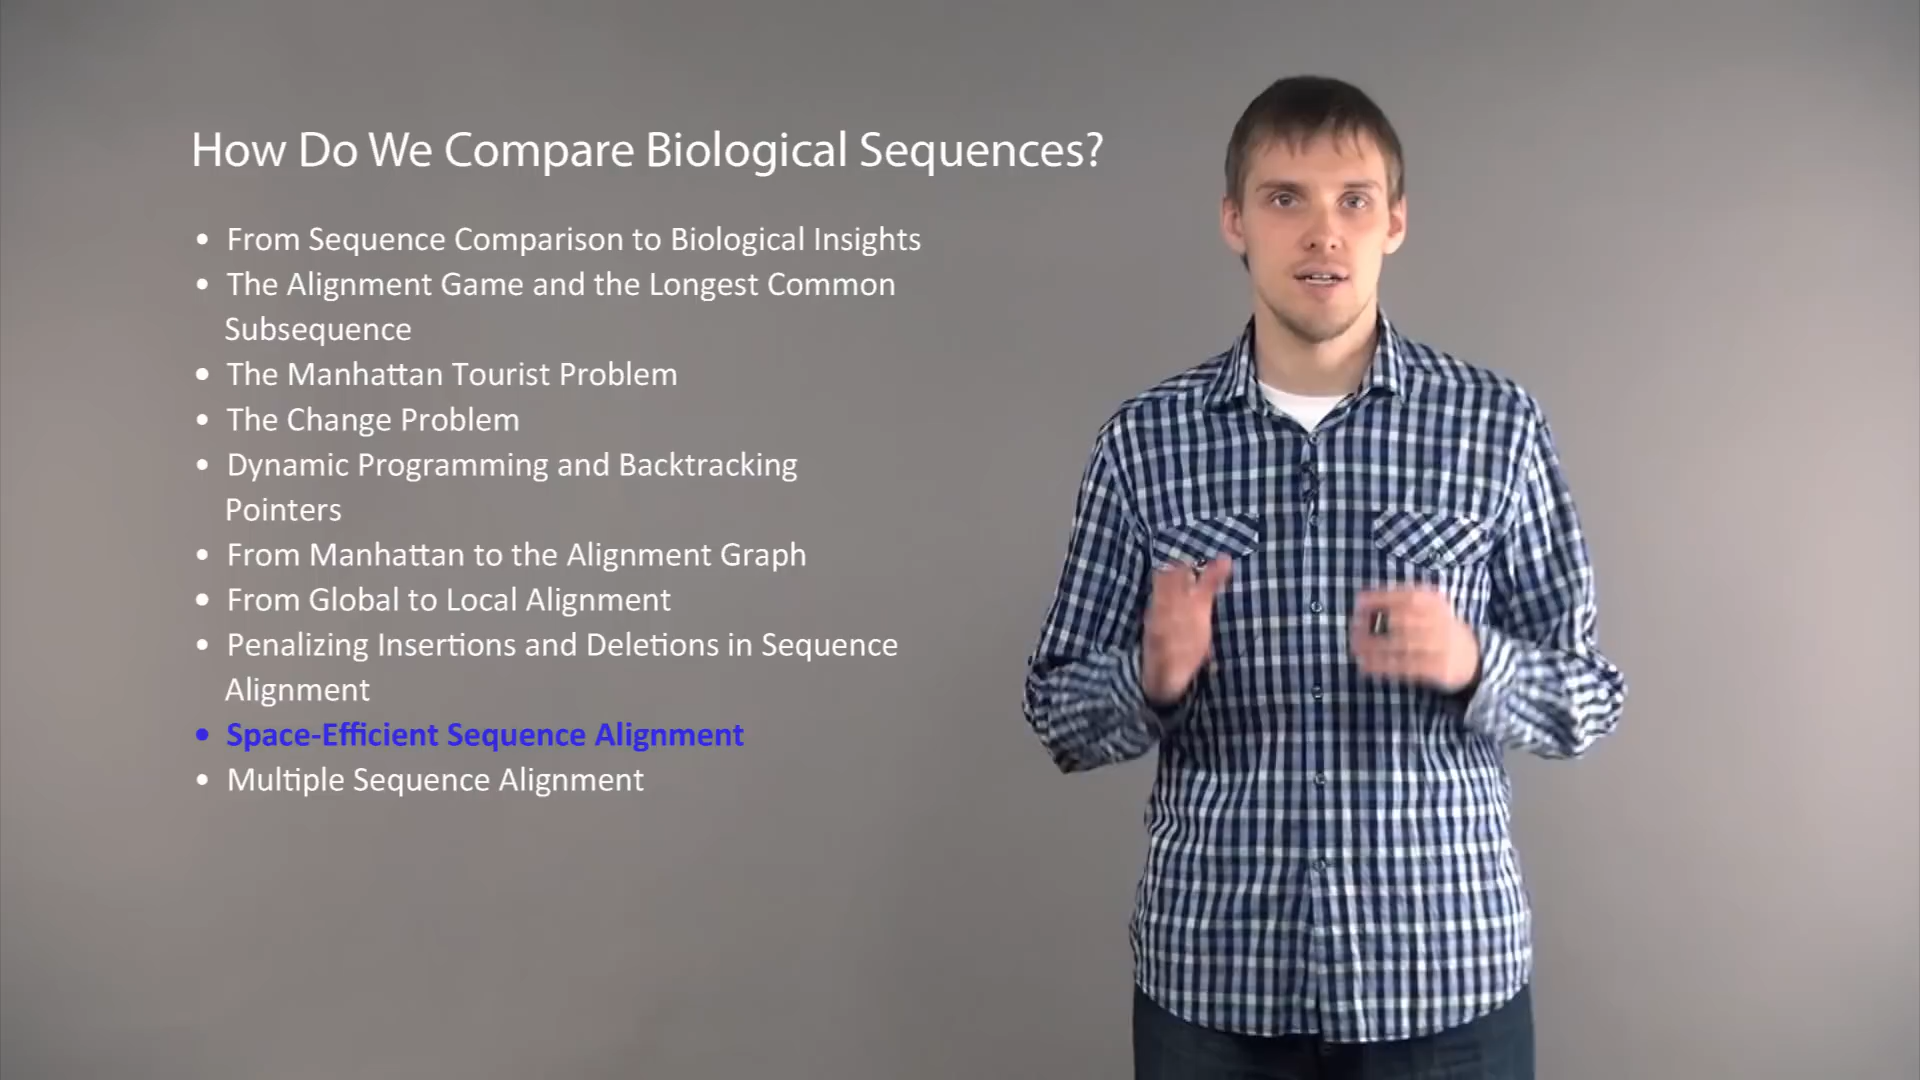 How Do We Compare Biological Sequences?
• From Sequence Comparison to Biological Insights
• The Alignment Game and the Longest Common
Subsequence
• The Manhattan Tourist Problem
• The Change Problem
• Dynamic Programming and Backtracking
Pointers
• From Manhattan to the Alignment Graph
• From Global to Local Alignment
• Penalizing Insertions and Deletions in Sequence
Alignment
• Space-Efficient Sequence Alignment
• Multiple Sequence Alignment